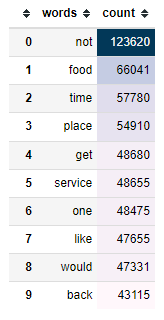 words count
0 not 123620
1 food 66041
2 time 57780
3 place 54910
4 get 48680
5 service 48655
6 one 48475
7 like 47655
8 would 47331
9 back 43115